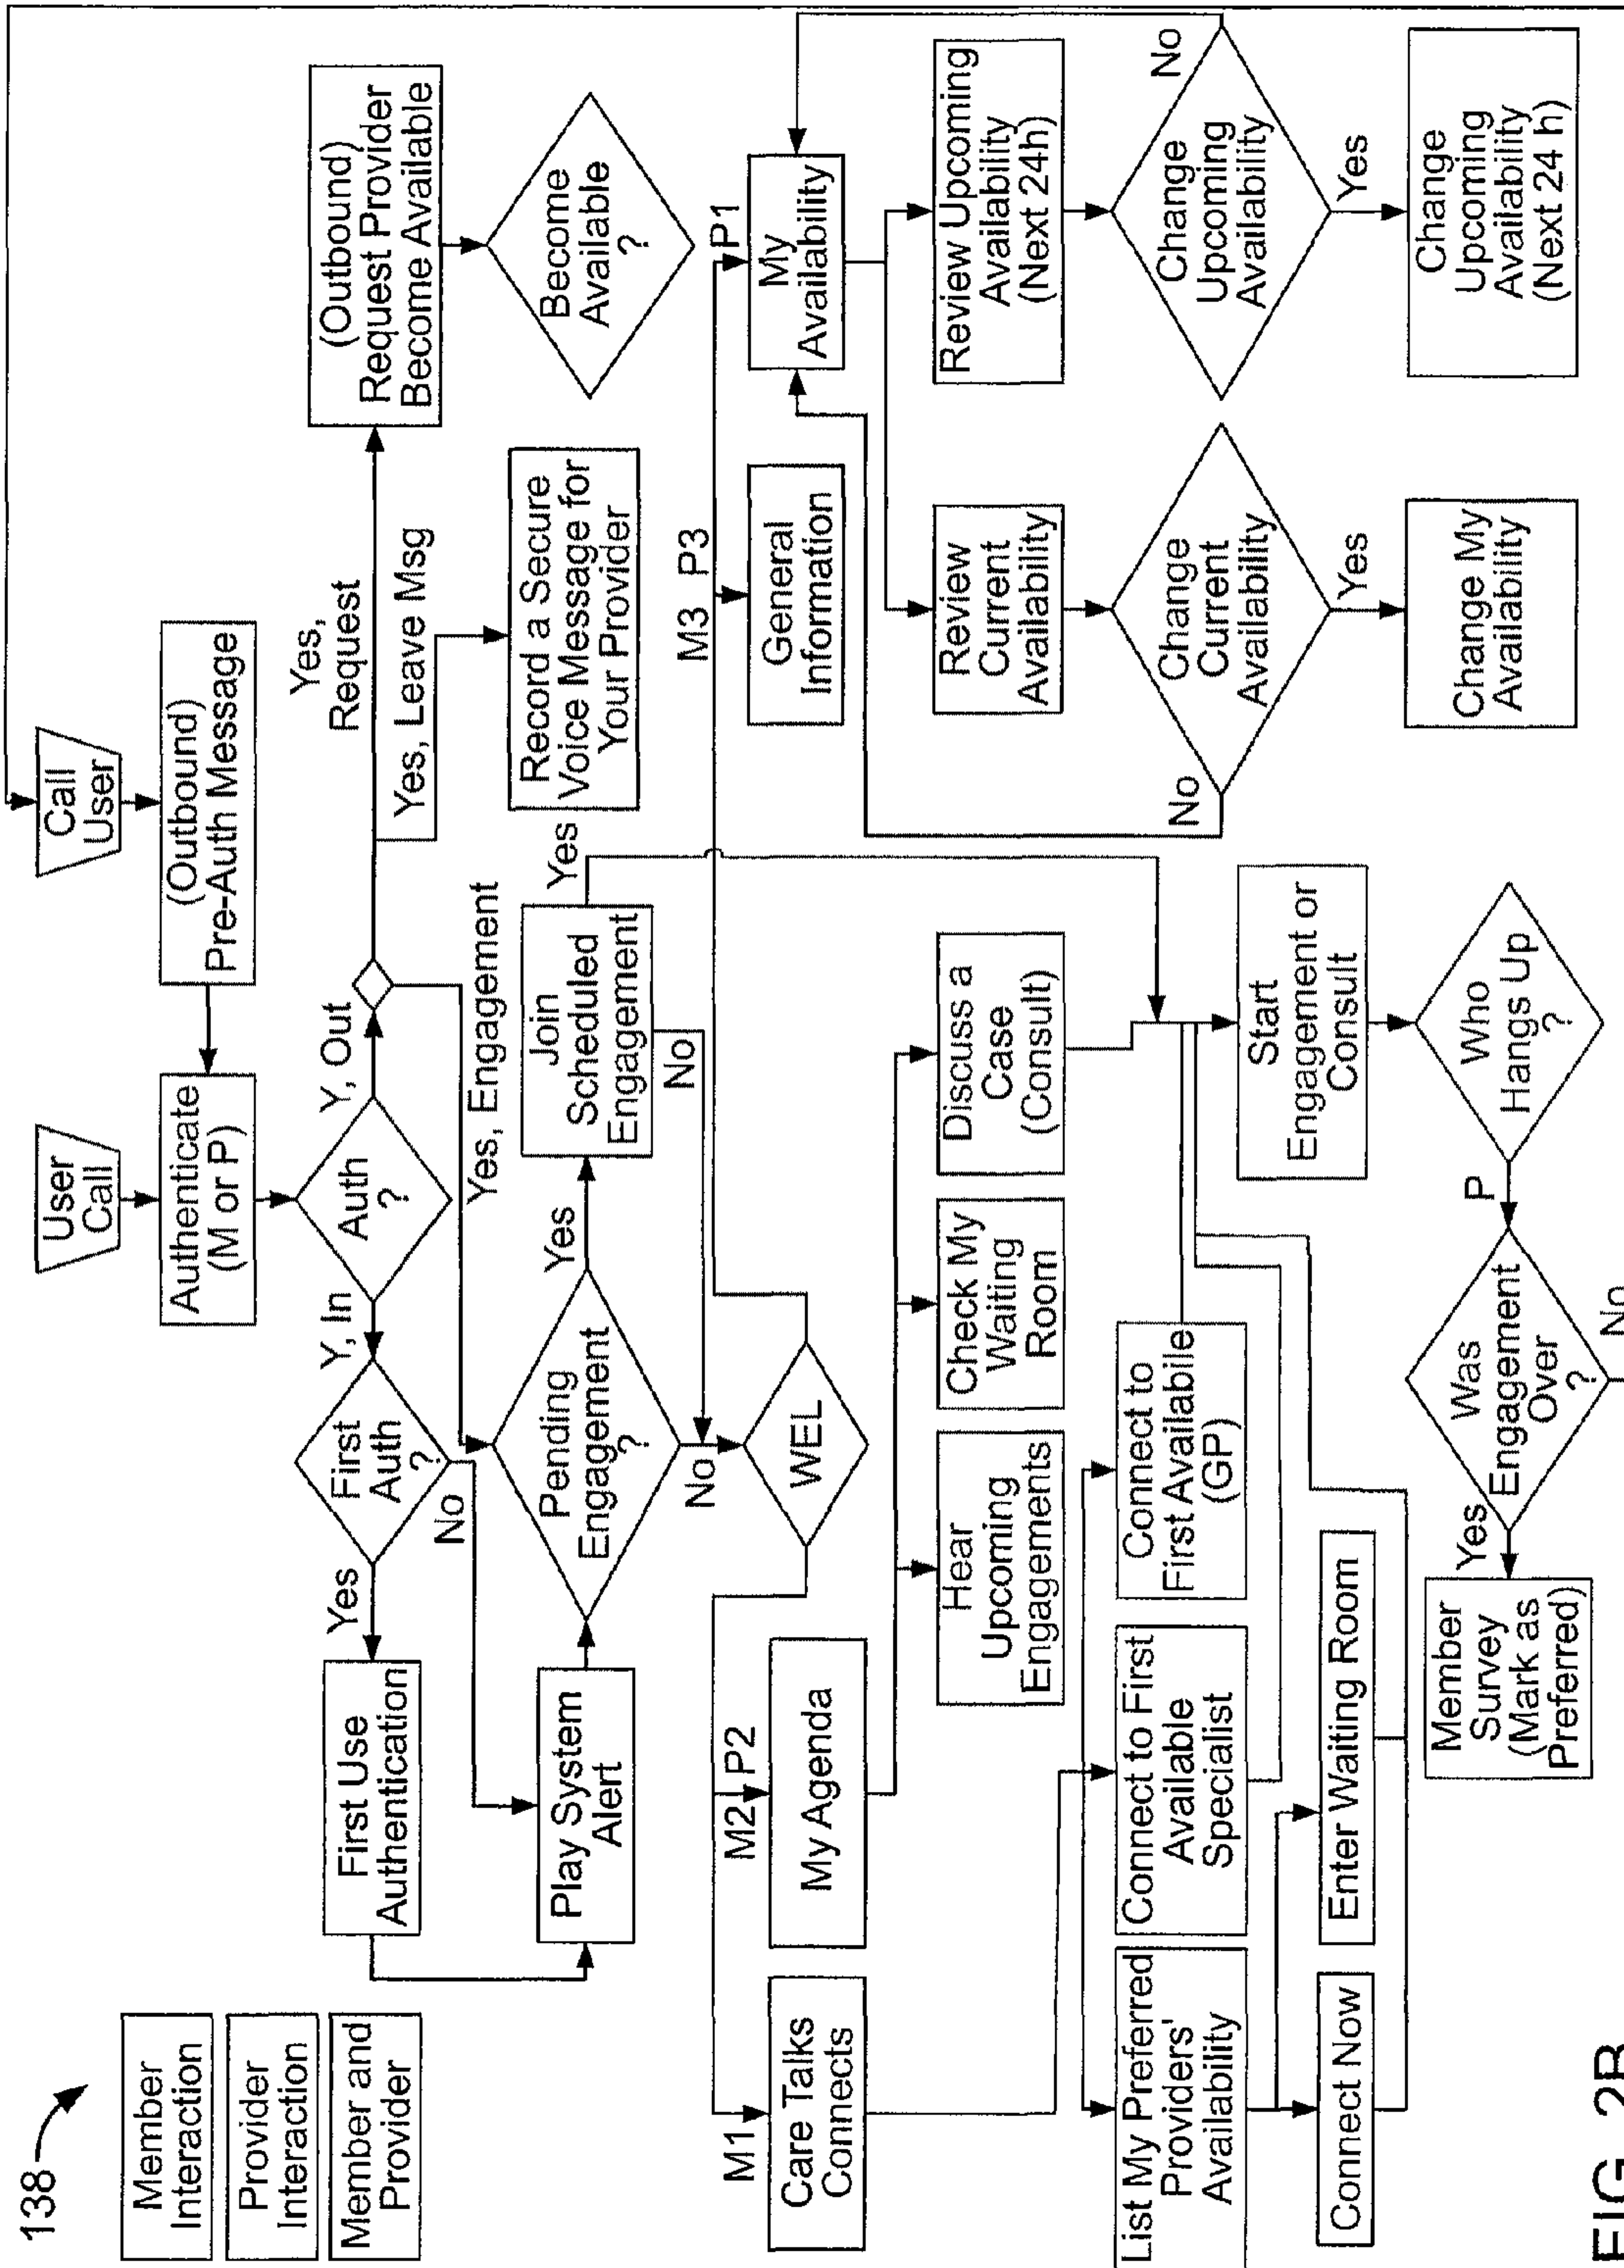 138
Member
Interaction
Provider
Interaction
Member and
Provider
User
Call
Call
User
Authenticate
(M or P)
(Outbound)
Pre-Auth Message
Auth
?
Y, In
Y, Out
First
Auth
?
Yes
No
First Use
Authentication
Yes,
Request
Yes, Leave Msg
Yes, Engagement
(Outbound)
Request Provider
Become Available
Become
Available
?
Record a Secure
Voice Message for
Your Provider
Play System
Alert
Pending
Engagement
?
Yes
No
Join
Scheduled
Engagement
Yes
No
WEL
M1
M2 P2
M3 P3
P1
Care Talks
Connects
My Agenda
General
Information
My
Availability
Hear
Upcoming
Engagements
Check My
Waiting
Room
Discuss a
Case
(Consult)
Review
Current
Availability
Review Upcoming
Availability
(Next 24h)
List My Preferred
Providers'
Availability
Connect to First
Available
Specialist
Connect to
First Availabile
(GP)
Change
Current
Availability
No
Yes
Change
Upcoming
Availability
No
Yes
Connect Now
Enter Waiting Room
Start
Engagement or
Consult
Change My
Availability
Change
Upcoming
Availability
(Next 24 h)
Who
Hangs Up
?
P
Was
Engagement
Over
?
Yes
No
Member
Survey
(Mark as
Preferred)
FIG. 2B